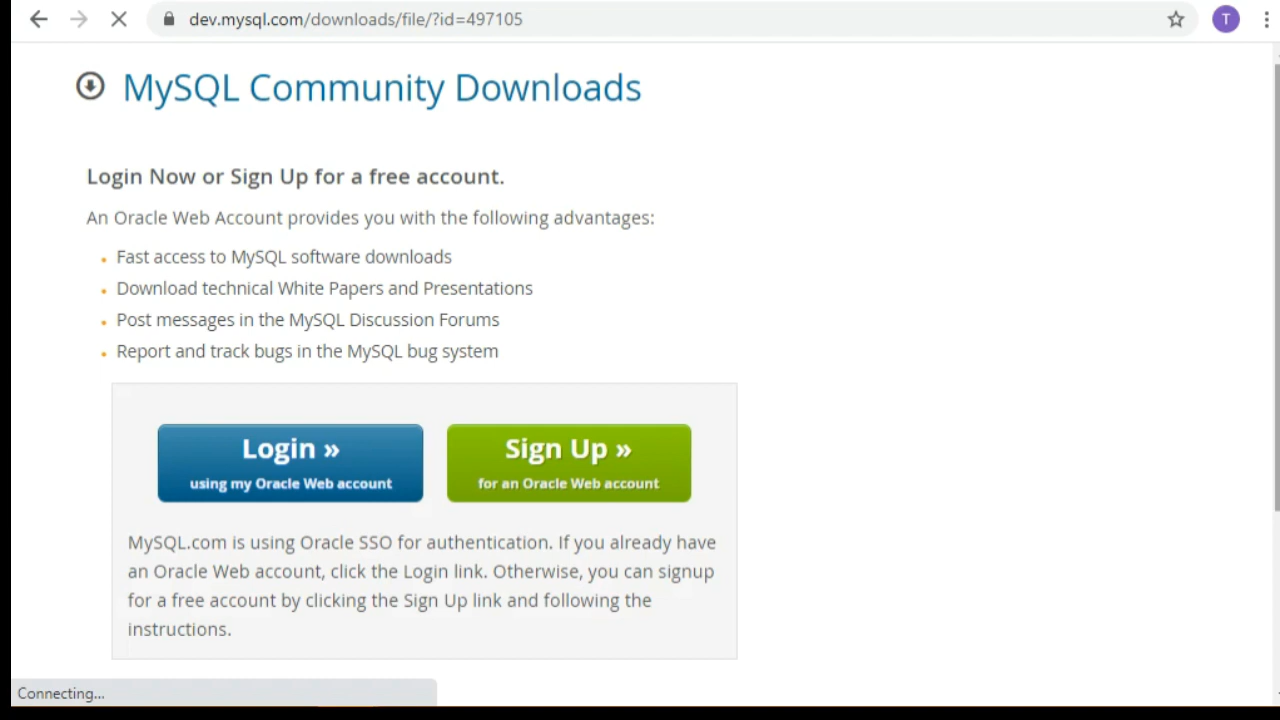 dev.mysql.com/downloads/file/?id=497105
T
MySQL Community Downloads
Login Now or Sign Up for a free account.
An Oracle Web Account provides you with the following advantages:
Fast access to MySQL software downloads
Download technical White Papers and Presentations
Post messages in the MySQL Discussion Forums
Report and track bugs in the MySQL bug system
Login »
using my Oracle Web account
Sign Up »
for an Oracle Web account
MySQL.com is using Oracle SSO for authentication. If you already have
an Oracle Web account, click the Login link. Otherwise, you can signup
for a free account by clicking the Sign Up link and following the
instructions.
Connecting...